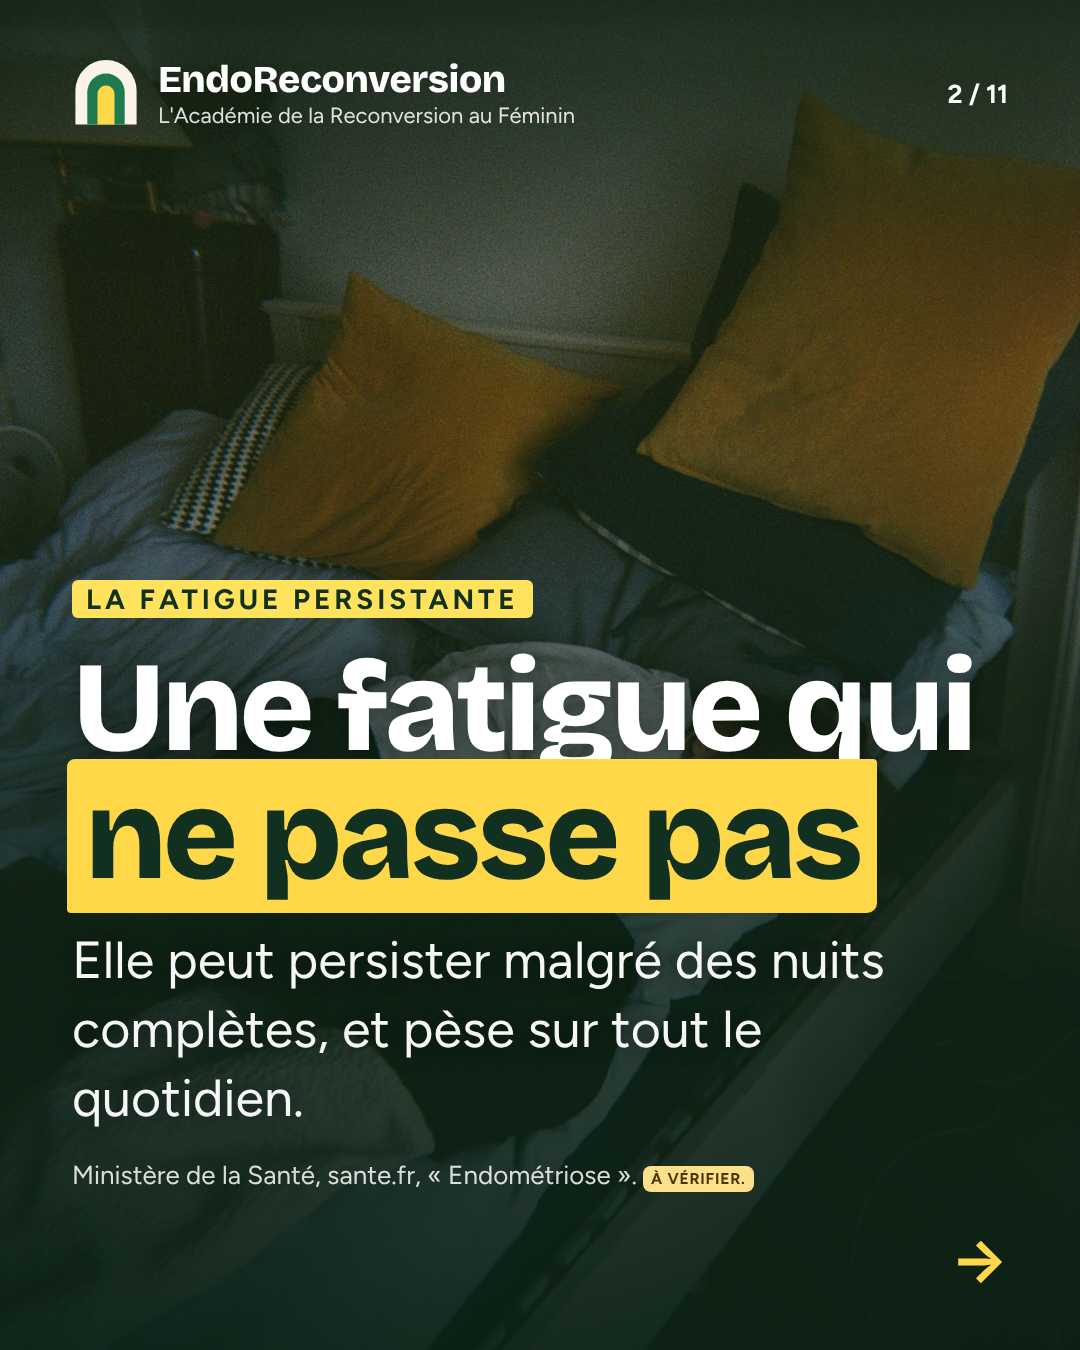 EndoReconversion
L'Académie de la Reconversion au Féminin
2 / 11
LA FATIGUE PERSISTANTE
Une fatigue qui
ne passe pas
Elle peut persister malgré des nuits
complètes, et pèse sur tout le
quotidien.
Ministère de la Santé, sante.fr, « Endométriose ». À VÉRIFIER.